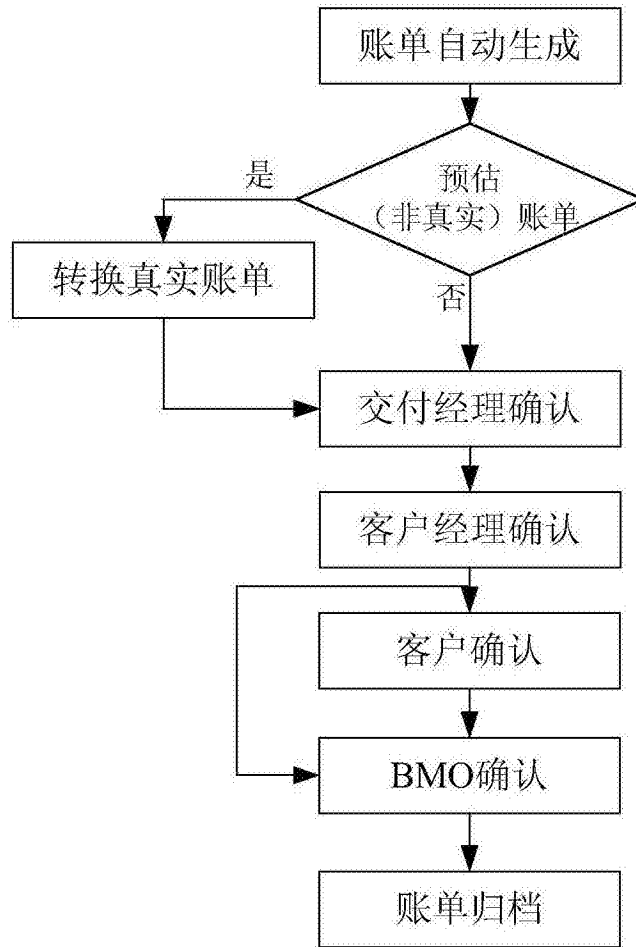 账单自动生成
预估
（非真实）账单
是
转换真实账单
否
交付经理确认
客户经理确认
客户确认
BMO确认
账单归档